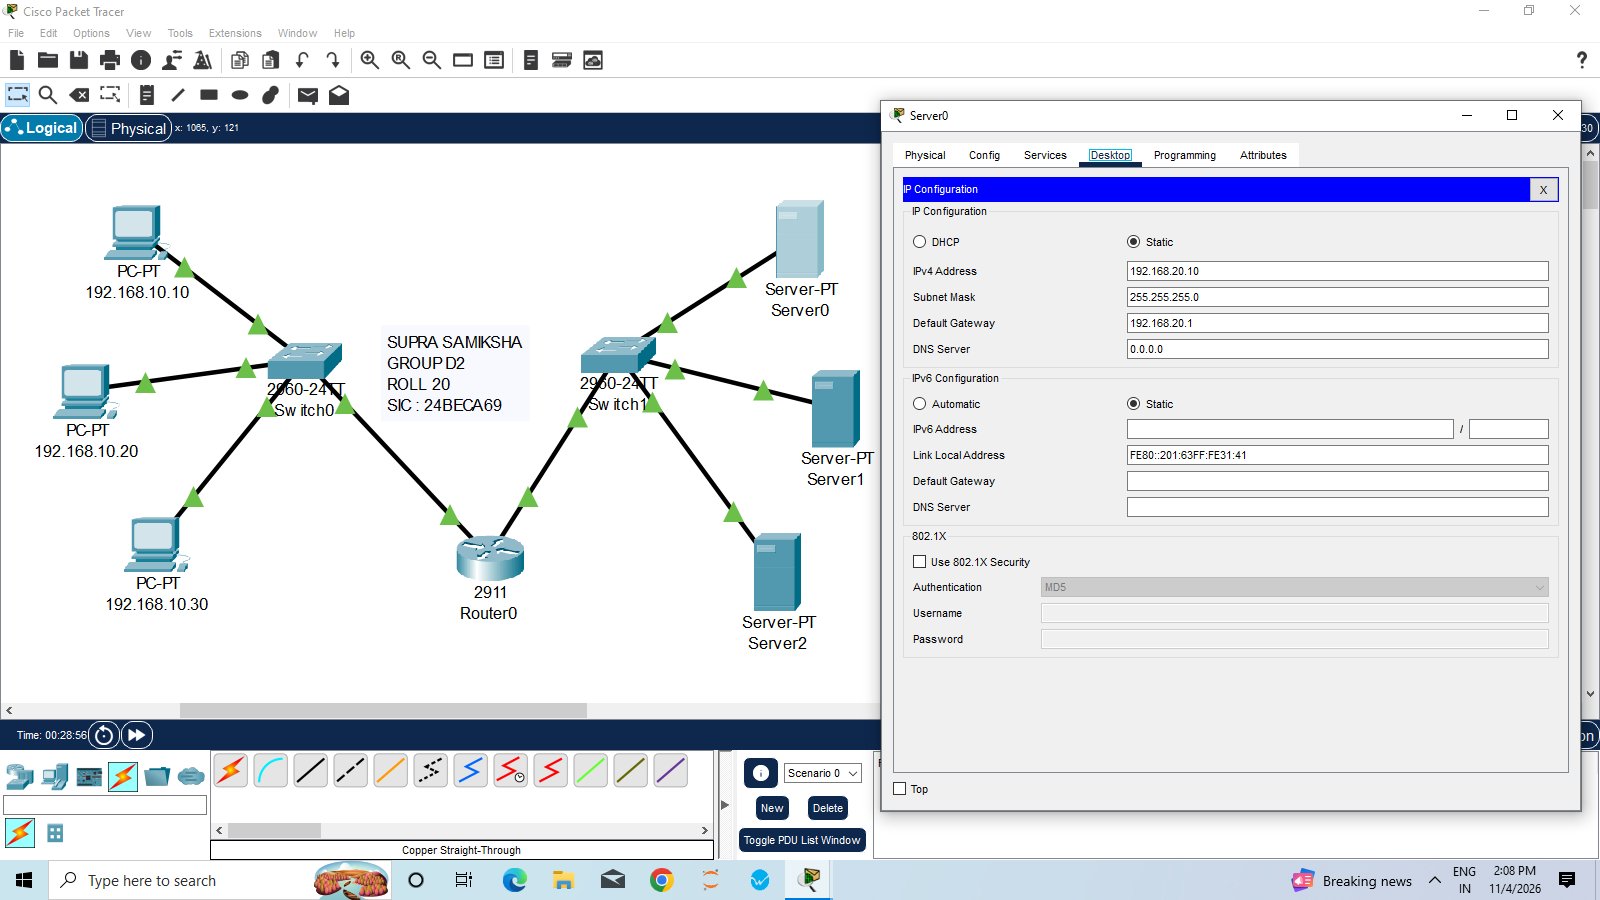 Cisco Packet Tracer
File Edit Options View Tools Extensions Window Help
Logical Physical x: 1065, y: 121
PC-PT
192.168.10.10
PC-PT
192.168.10.20
PC-PT
192.168.10.30
2960-24TT
Switch0
SUPRA SAMIKSHA
GROUP D2
ROLL 20
SIC : 24BECA69
2960-24TT
Switch1
2911
Router0
Server-PT
Server0
Server-PT
Server1
Server-PT
Server2
Server0
Physical Config Services Desktop Programming Attributes
IP Configuration X
IP Configuration
DHCP Static
IPv4 Address 192.168.20.10
Subnet Mask 255.255.255.0
Default Gateway 192.168.20.1
DNS Server 0.0.0.0
IPv6 Configuration
Automatic Static
IPv6 Address /
Link Local Address FE80::201:63FF:FE31:41
Default Gateway
DNS Server
802.1X
Use 802.1X Security
Authentication MD5
Username
Password
Top
30
Time: 00:28:56
on
Scenario 0
New Delete
Toggle PDU List Window
Copper Straight-Through
Type here to search
Breaking news
ENG
IN
2:08 PM
11/4/2026